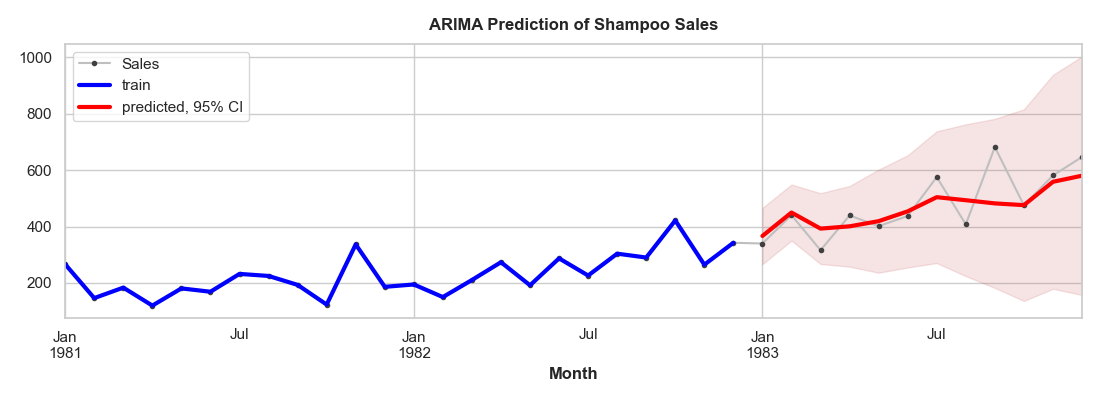 ARIMA Prediction of Shampoo Sales
1000
800
600
400
200
Sales
train
predicted, 95% CI
Jan
1981
Jul
Jan
1982
Jul
Jan
1983
Jul
Month